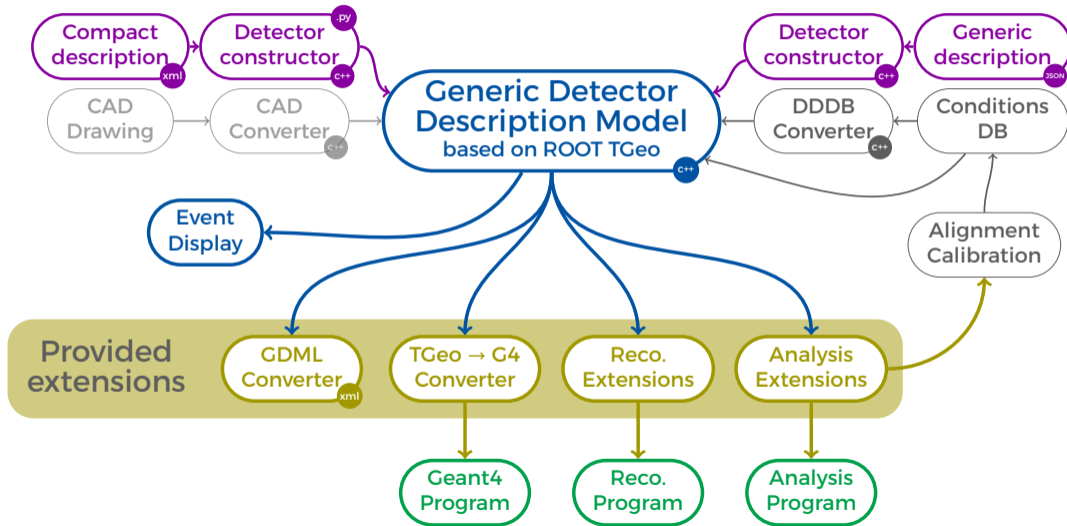 Compact
description
xml
Detector
constructor
.py
c++
Detector
constructor
c++
Generic
description
JSON
CAD
Drawing
CAD
Converter
c++
Generic Detector
Description Model
based on ROOT TGeo
c++
DDDB
Converter
c++
Conditions
DB
Event
Display
Alignment
Calibration
Provided
extensions
GDML
Converter
xml
TGeo → G4
Converter
Reco.
Extensions
Analysis
Extensions
Geant4
Program
Reco.
Program
Analysis
Program